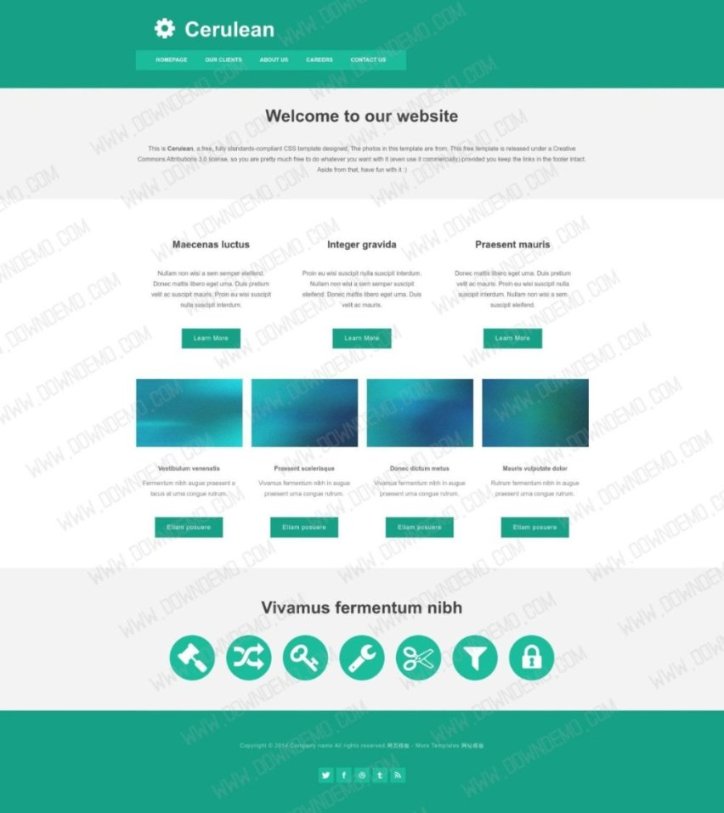 Cerulean
HOMEPAGE OUR CLIENTS ABOUT US CAREERS CONTACT US
Welcome to our website
This is Cerulean, a free, fully standards-compliant CSS template designed. The photos in this template are from. This free template is released under a Creative
Commons Attributions 3.0 license, so you are pretty much free to do whatever you want with it (even use it commercially) provided you keep the links in the footer intact.
Aside from that, have fun with it :)
Maecenas luctus
Nullam non wisi a sem semper eleifend.
Donec mattis libero eget urna. Duis pretium
velit ac suscipit mauris. Proin eu wisi suscipit
nulla suscipit interdum.
Learn More
Integer gravida
Proin eu wisi suscipit nulla suscipit interdum.
Nullam non wisi a sem semper suscipit
eleifend. Donec mattis libero eget urna. Duis
velit ac suscipit mauris.
Learn More
Praesent mauris
Donec mattis libero eget urna. Duis pretium
velit ac mauris. Proin eu wisi suscipit nulla
suscipit interdum. Nullam non wisi a sem
suscipit eleifend.
Learn More
Vestibulum venenatis
Fermentum nibh augue praesent a
lacus at urna congue rutrum.
Etiam posuere
Praesent scelerisque
Vivamus fermentum nibh in augue
praesent urna congue rutrum.
Etiam posuere
Donec dictum metus
Vivamus fermentum nibh in augue
praesent urna congue rutrum.
Etiam posuere
Mauris vulputate dolor
Rutrum fermentum nibh in augue
praesent urna congue rutrum.
Etiam posuere
Vivamus fermentum nibh
Copyright © 2014.Company name All rights reserved.网页模板 - More Templates 网站模板
WWW.DOWNDEMO.COM